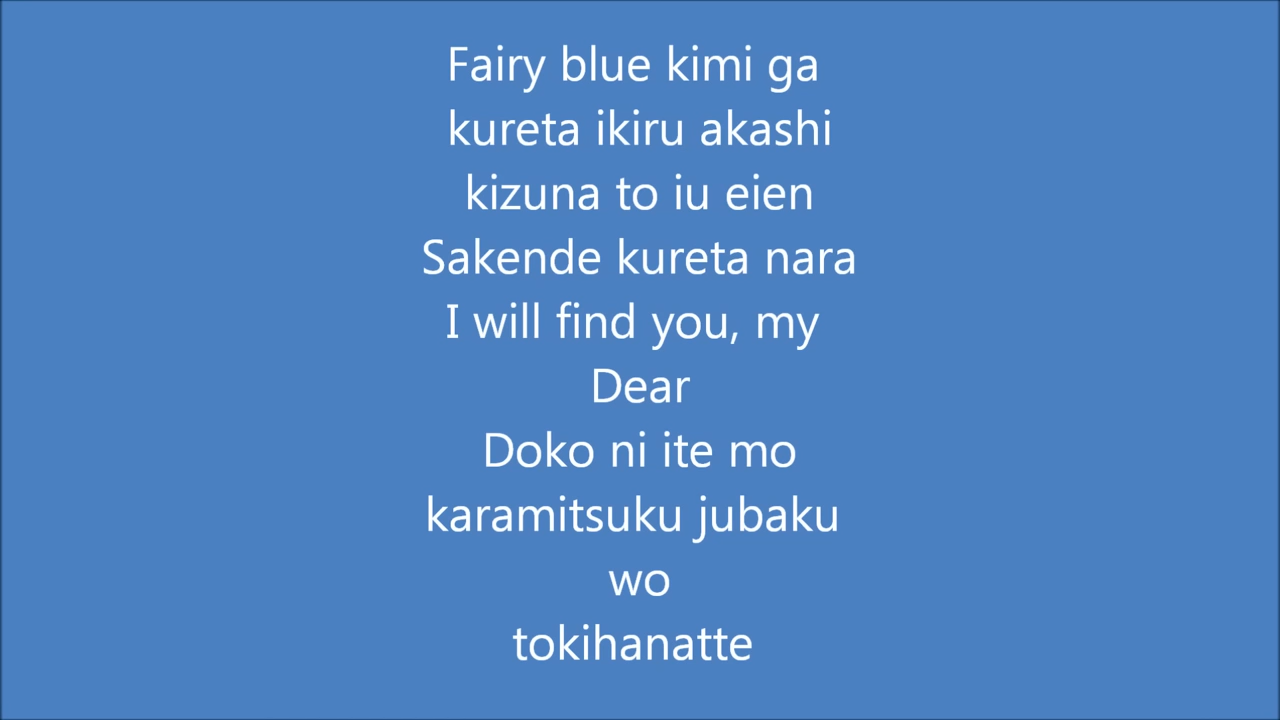 Fairy blue kimi ga
kureta ikiru akashi
kizuna to iu eien
Sakende kureta nara
I will find you, my
Dear
Doko ni ite mo
karamitsuku jubaku
wo
tokihanatte